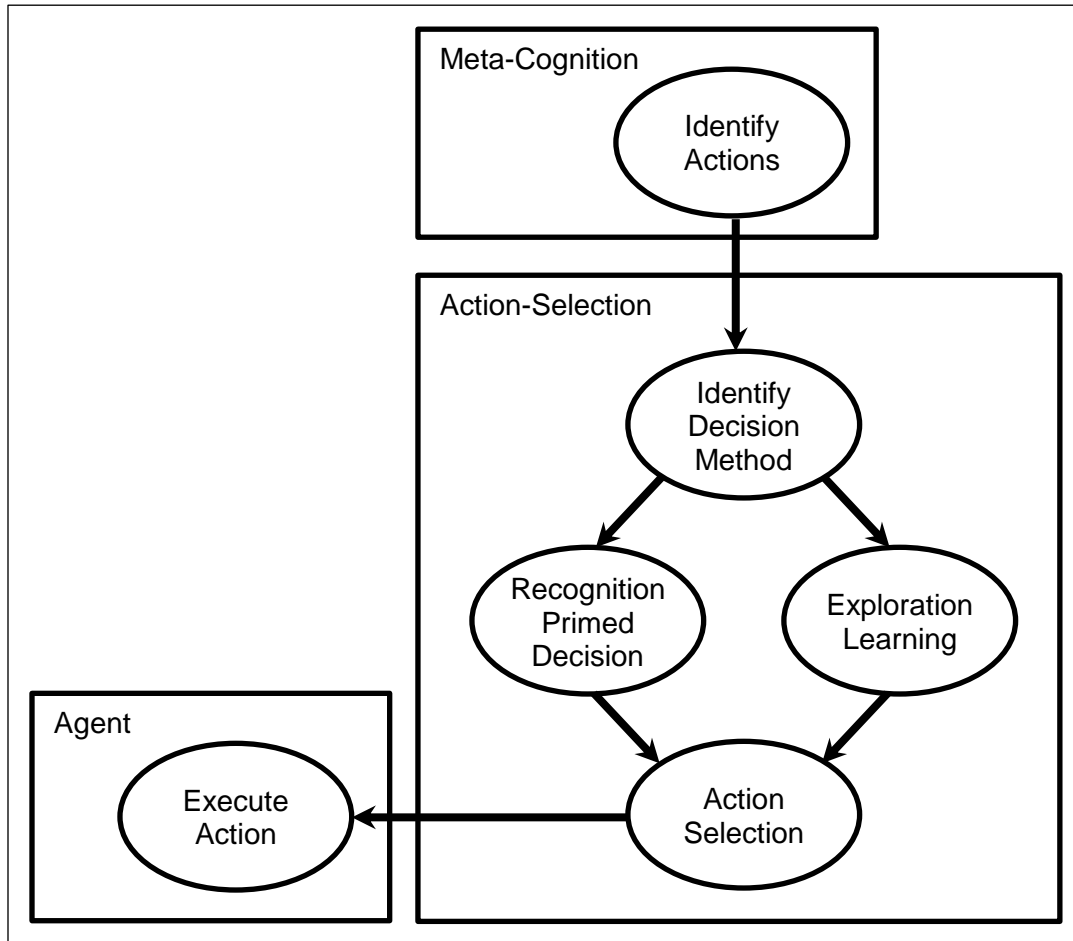 Meta-Cognition
Identify
Actions
Action-Selection
Identify
Decision
Method
Recognition
Primed
Decision
Exploration
Learning
Agent
Execute
Action
Action
Selection